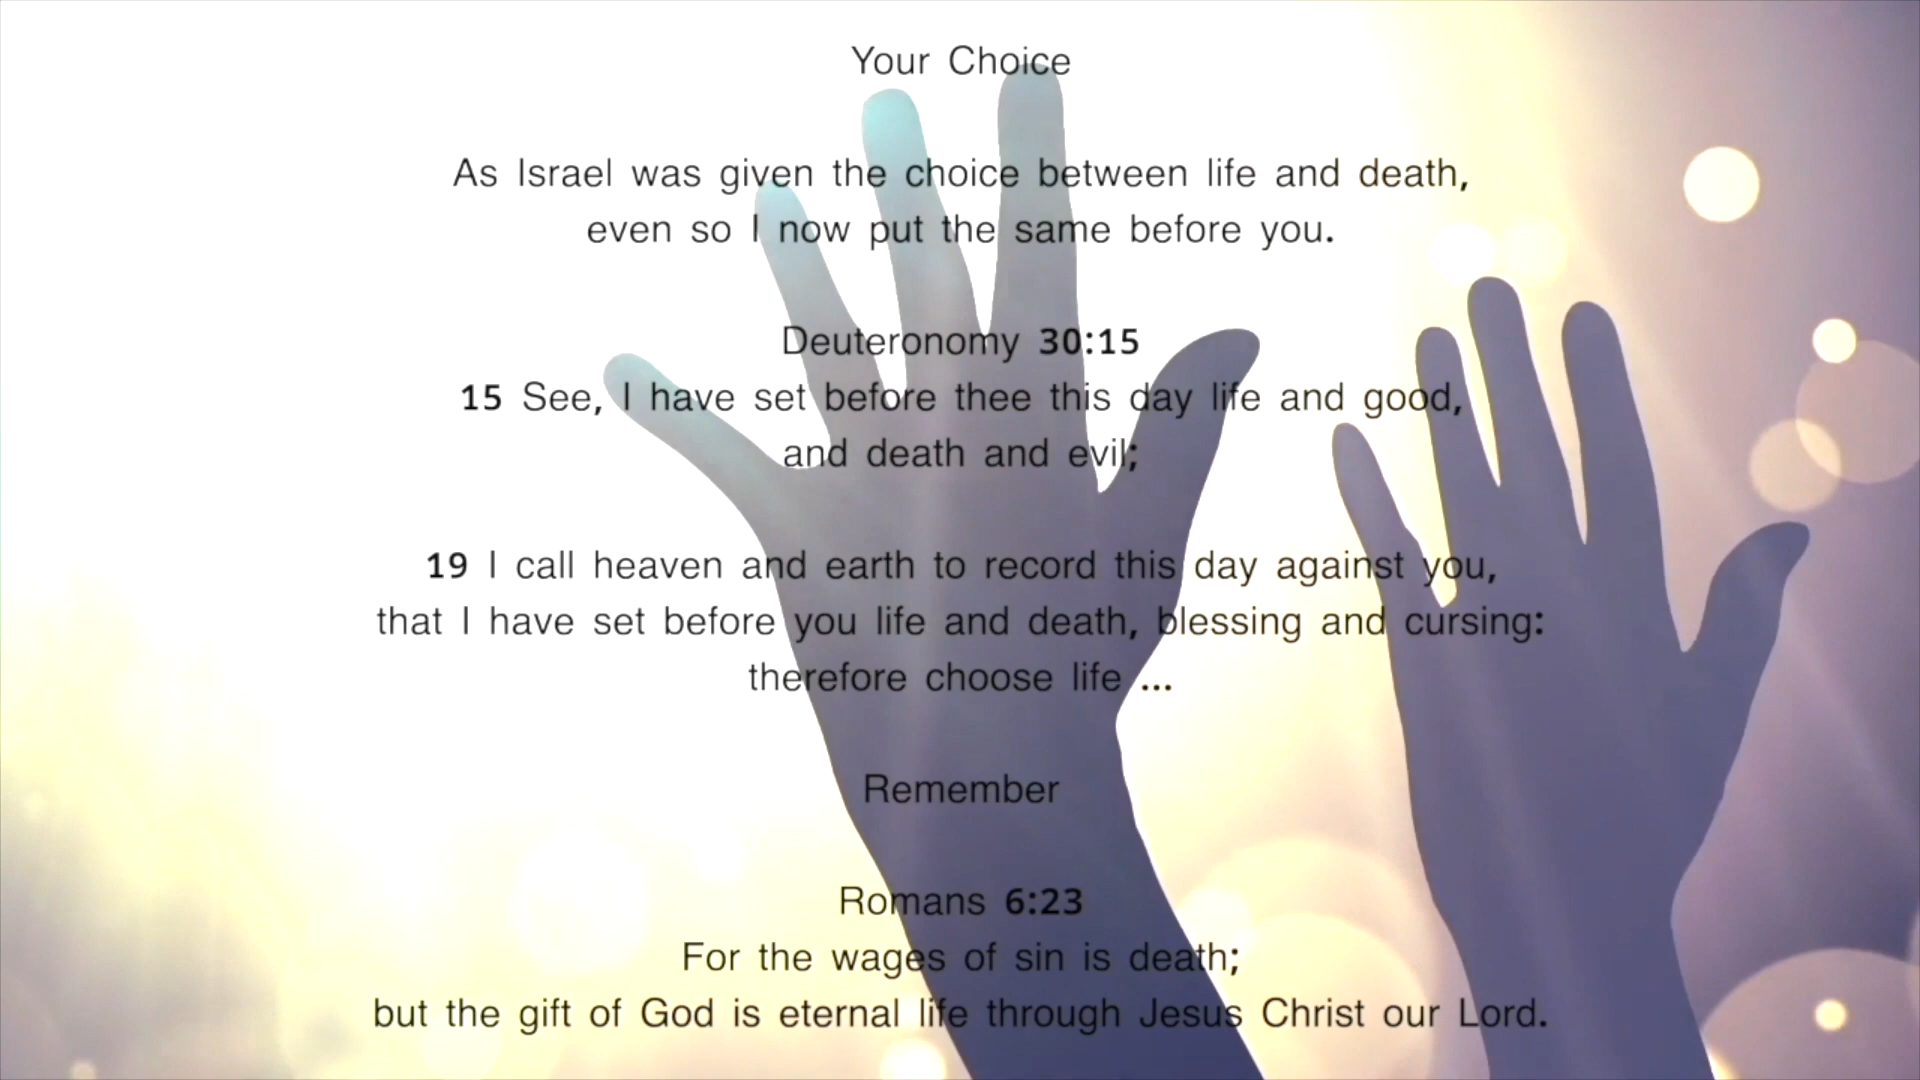 Your Choice
As Israel was given the choice between life and death,
even so I now put the same before you.
Deuteronomy 30:15
15 See, I have set before thee this day life and good,
and death and evil;
19 I call heaven and earth to record this day against you,
that I have set before you life and death, blessing and cursing:
therefore choose life ...
Remember
Romans 6:23
For the wages of sin is death;
but the gift of God is eternal life through Jesus Christ our Lord.